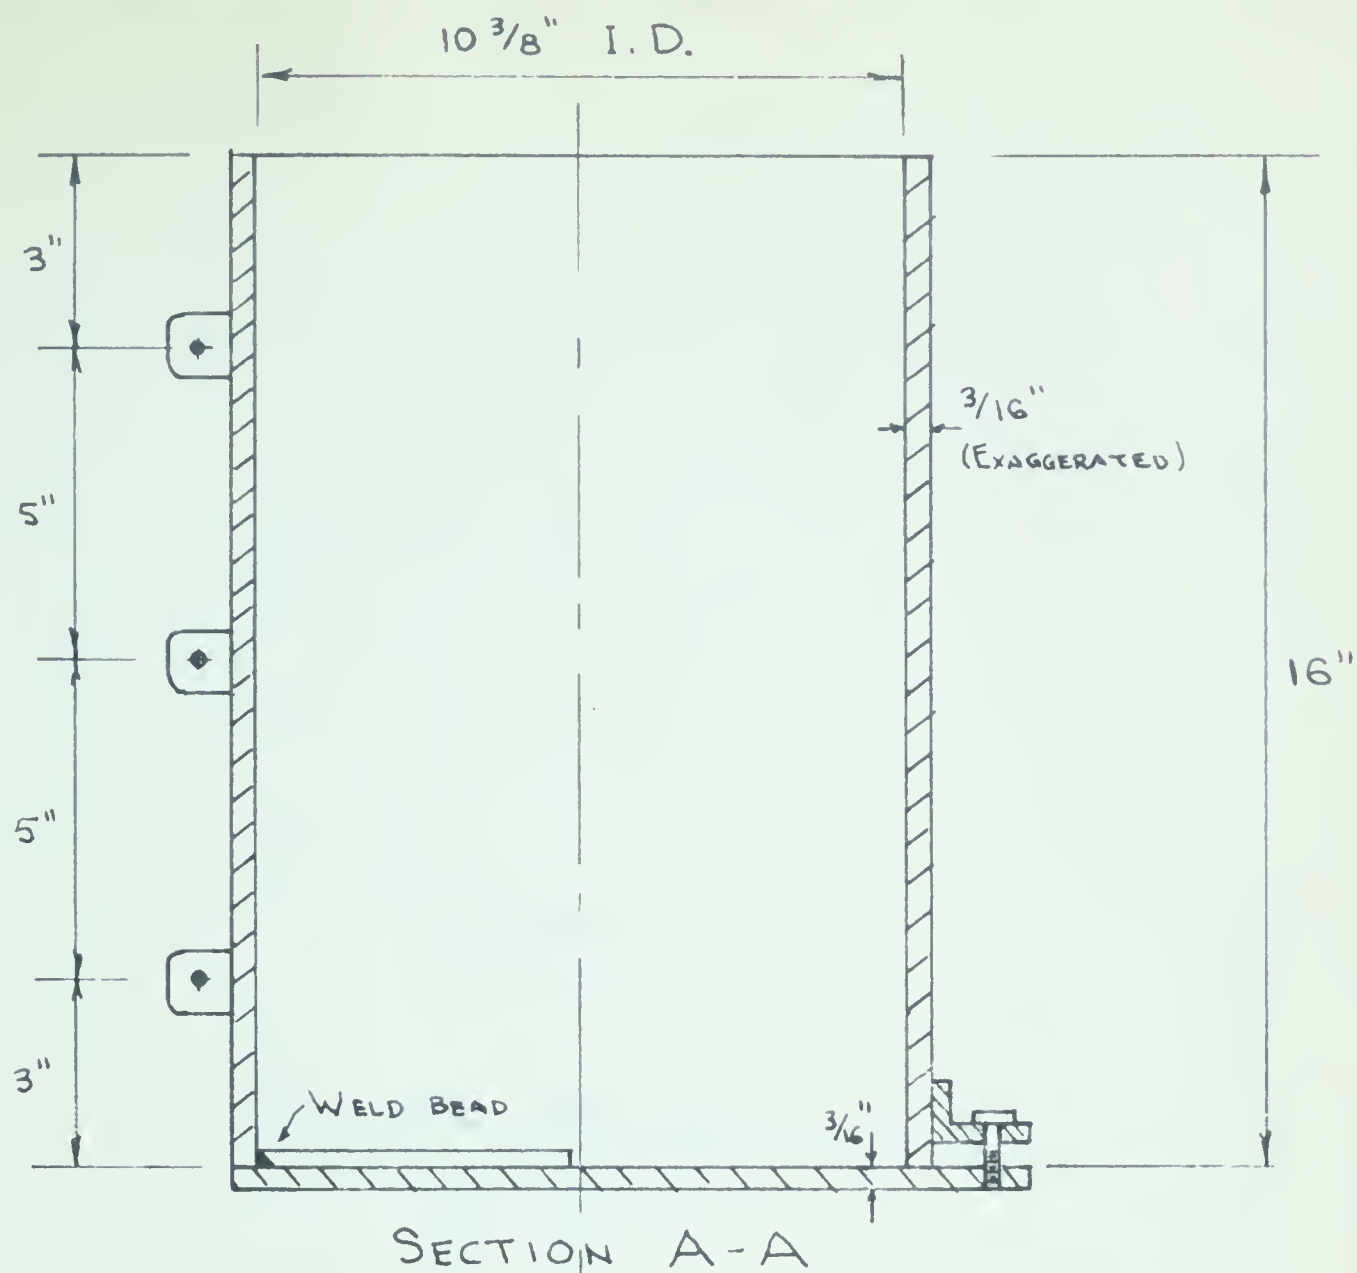 10 3/8" I.D.
3"
5"
3/16"
(EXAGGERATED)
16"
5"
3"
WELD BEAD
3/16"
SECTION A-A